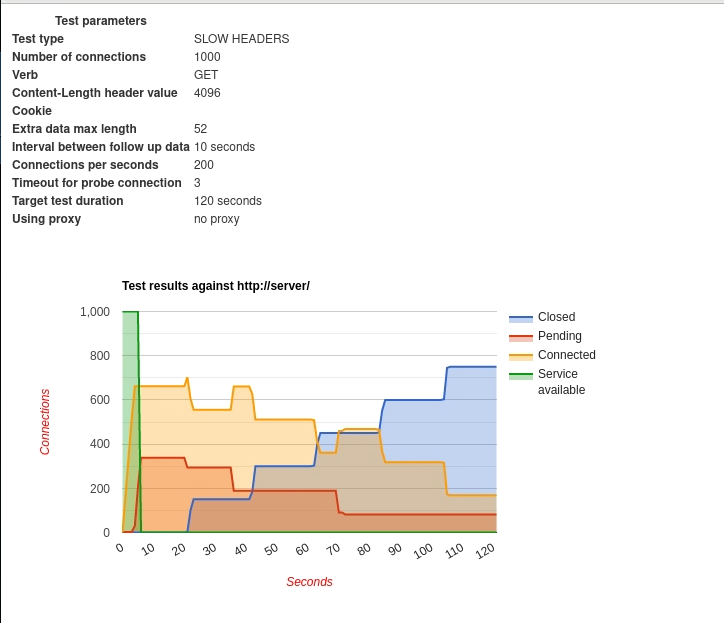 Test parameters
Test type SLOW HEADERS
Number of connections 1000
Verb GET
Content-Length header value 4096
Cookie
Extra data max length 52
Interval between follow up data 10 seconds
Connections per seconds 200
Timeout for probe connection 3
Target test duration 120 seconds
Using proxy no proxy
Test results against http://server/
1,000
800
600
400
200
0
Connections
0 10 20 30 40 50 60 70 80 90 100 110 120
Seconds
Closed
Pending
Connected
Service
available